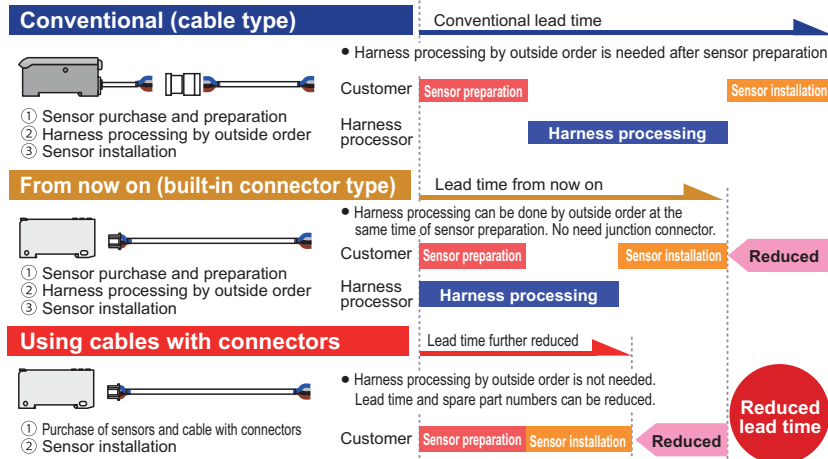 Conventional (cable type)
Conventional lead time
● Harness processing by outside order is needed after sensor preparation
① Sensor purchase and preparation
② Harness processing by outside order
③ Sensor installation
Customer
Sensor preparation
Sensor installation
Harness
processor
Harness processing
From now on (built-in connector type)
Lead time from now on
● Harness processing can be done by outside order at the
same time of sensor preparation. No need junction connector.
① Sensor purchase and preparation
② Harness processing by outside order
③ Sensor installation
Customer
Sensor preparation
Sensor installation
Reduced
Harness
processor
Harness processing
Using cables with connectors
Lead time further reduced
● Harness processing by outside order is not needed.
Lead time and spare part numbers can be reduced.
① Purchase of sensors and cable with connectors
② Sensor installation
Customer
Sensor preparation
Sensor installation
Reduced
Reduced
lead time